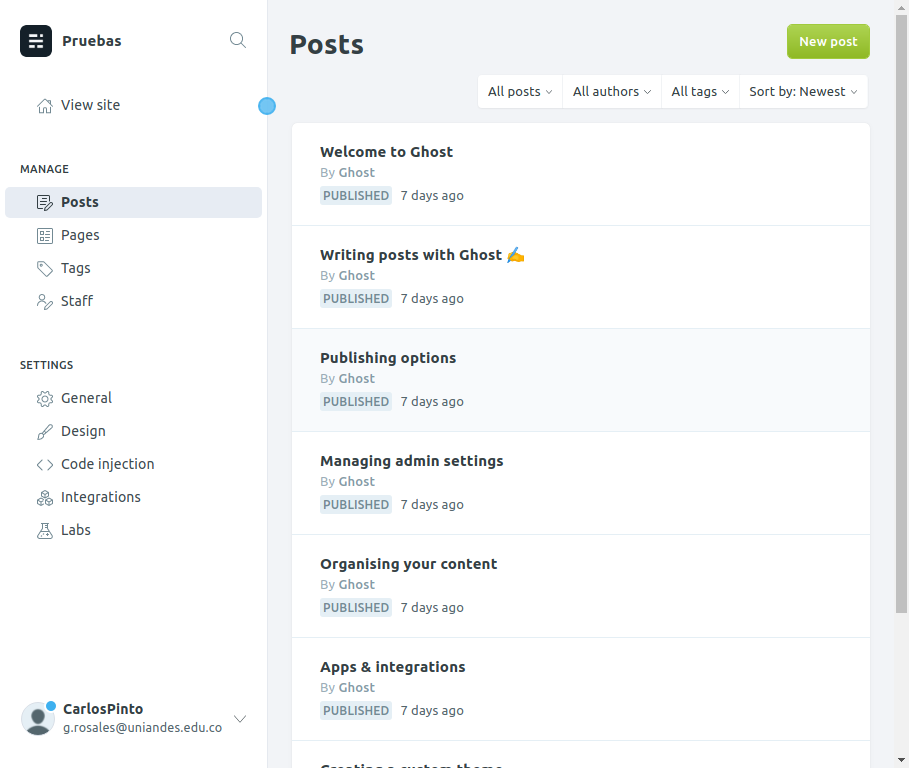 Pruebas
View site
MANAGE
Posts
Pages
Tags
Staff
SETTINGS
General
Design
Code injection
Integrations
Labs
CarlosPinto
g.rosales@uniandes.edu.co
Posts
New post
All posts
All authors
All tags
Sort by: Newest
Welcome to Ghost
By Ghost
PUBLISHED 7 days ago
Writing posts with Ghost ✍️
By Ghost
PUBLISHED 7 days ago
Publishing options
By Ghost
PUBLISHED 7 days ago
Managing admin settings
By Ghost
PUBLISHED 7 days ago
Organising your content
By Ghost
PUBLISHED 7 days ago
Apps & integrations
By Ghost
PUBLISHED 7 days ago
Creating a custom theme